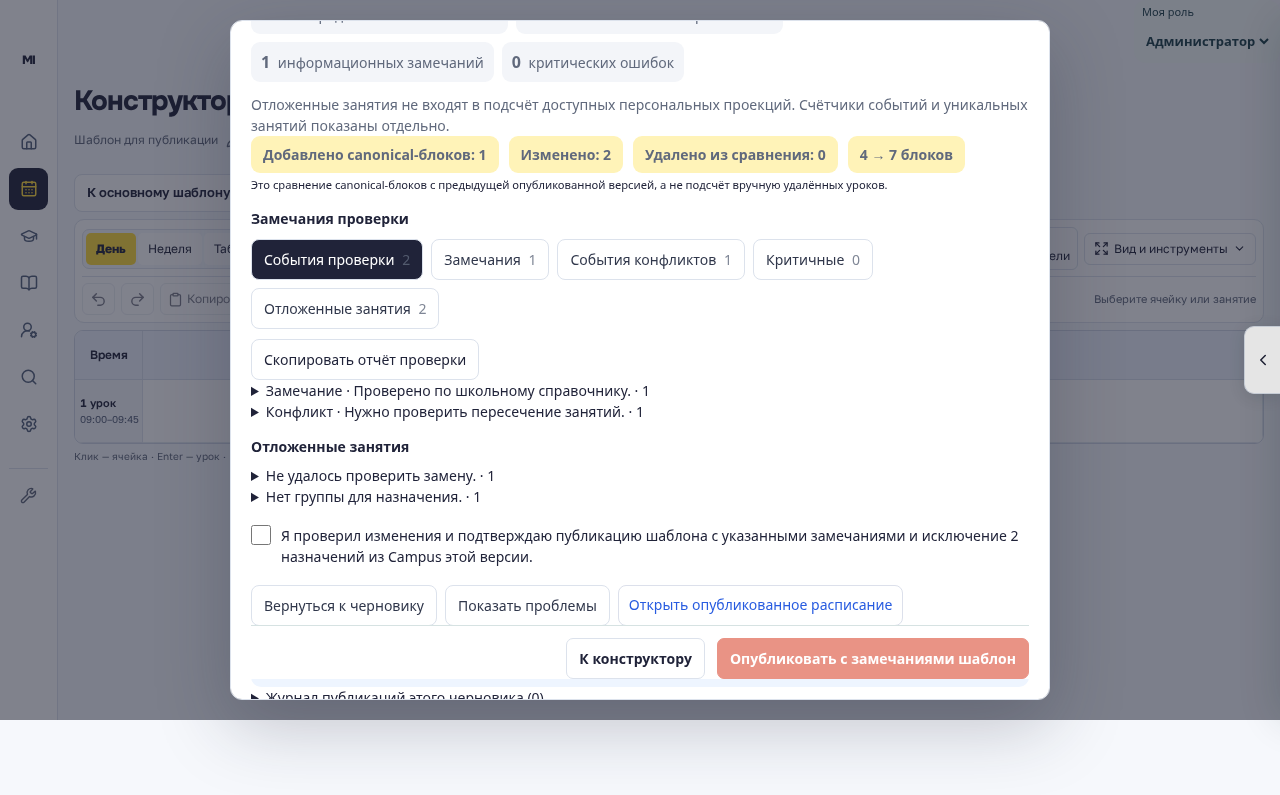 Моя роль
Администратор
MI
Конструктор
Шаблон для публикации
К основному шаблону
День
Неделя
Вид и инструменты
Выберите ячейку или занятие
Время
1 урок
09:00–09:45
Клик — ячейка · Enter — урок ·
1 информационных замечаний
0 критических ошибок
Отложенные занятия не входят в подсчёт доступных персональных проекций. Счётчики событий и уникальных
занятий показаны отдельно.
Добавлено canonical-блоков: 1
Изменено: 2
Удалено из сравнения: 0
4 → 7 блоков
Это сравнение canonical-блоков с предыдущей опубликованной версией, а не подсчёт вручную удалённых уроков.
Замечания проверки
События проверки 2
Замечания 1
События конфликтов 1
Критичные 0
Отложенные занятия 2
Скопировать отчёт проверки
▶ Замечание · Проверено по школьному справочнику. · 1
▶ Конфликт · Нужно проверить пересечение занятий. · 1
Отложенные занятия
▶ Не удалось проверить замену. · 1
▶ Нет группы для назначения. · 1
Я проверил изменения и подтверждаю публикацию шаблона с указанными замечаниями и исключение 2
назначений из Campus этой версии.
Вернуться к черновику
Показать проблемы
Открыть опубликованное расписание
К конструктору
Опубликовать с замечаниями шаблон
▶ Журнал публикаций этого черновика (0)